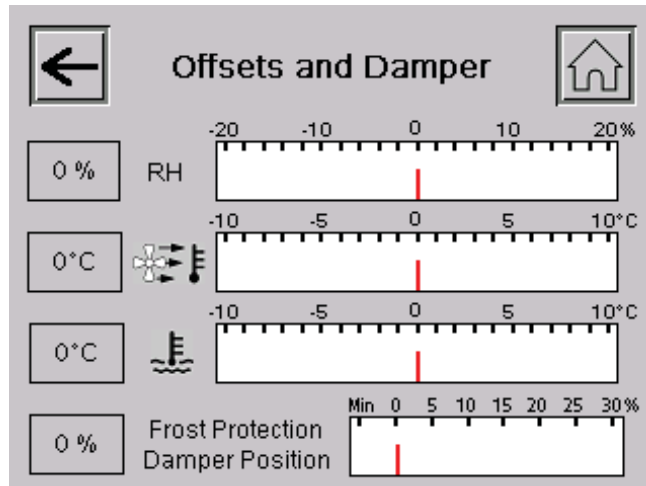 Offsets and Damper
-20 -10 0 10 20%
0 % RH
-10 -5 0 5 10°C
0°C
-10 -5 0 5 10°C
0°C
Min 0 5 10 15 20 25 30%
0 % Frost Protection
Damper Position